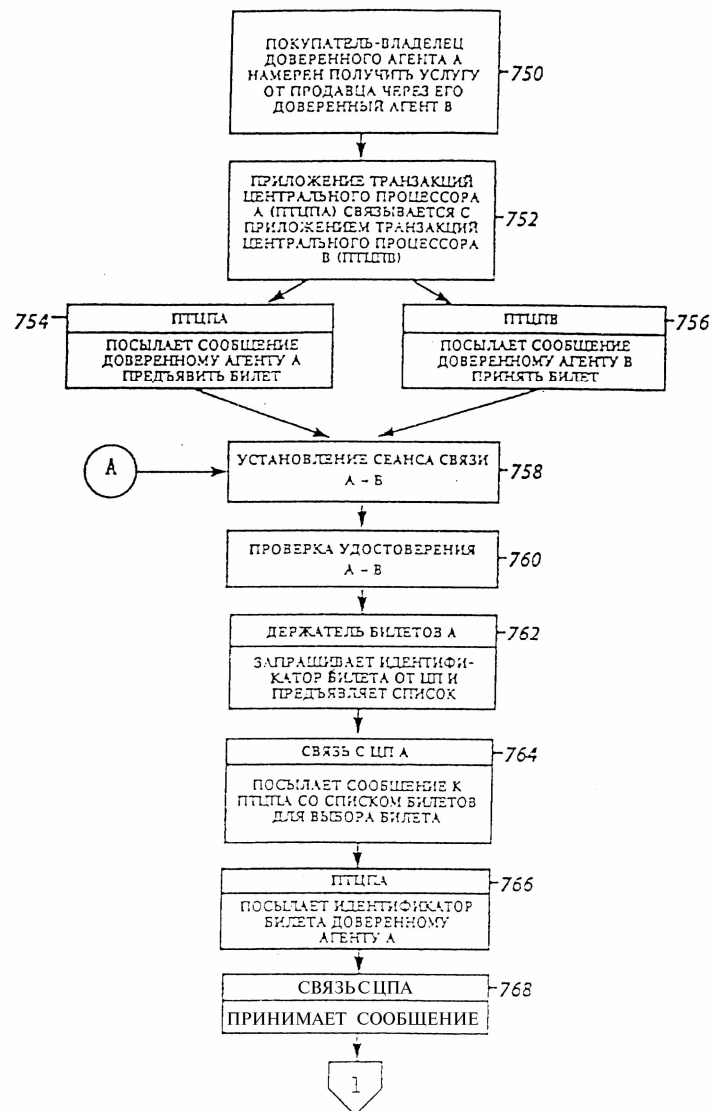 ПОКУПАТЕЛЬ-ВЛАДЕЛЕЦ
ДОВЕРЕННОГО АГЕНТА А
НАМЕРЕН ПОЛУЧИТЬ УСЛУГУ
ОТ ПРОДАВЦА ЧЕРЕЗ ЕГО
ДОВЕРЕННЫЙ АГЕНТ В
750
ПРИЛОЖЕНИЕ ТРАНЗАКЦИЙ
ЦЕНТРАЛЬНОГО ПРОЦЕССОРА
А (ПТЦПА) СВЯЗЫВАЕТСЯ С
ПРИЛОЖЕНИЕМ ТРАНЗАКЦИЙ
ЦЕНТРАЛЬНОГО ПРОЦЕССОРА
В (ПТЦПВ)
752
754
ПТЦПА
ПОСЫЛАЕТ СООБЩЕНИЕ
ДОВЕРЕННОМУ АГЕНТУ А
ПРЕДЪЯВИТЬ БИЛЕТ
ПТЦПВ
756
ПОСЫЛАЕТ СООБЩЕНИЕ
ДОВЕРЕННОМУ АГЕНТУ В
ПРИНЯТЬ БИЛЕТ
А
УСТАНОВЛЕНИЕ СЕАНСА СВЯЗИ
А – Б
758
ПРОВЕРКА УДОСТОВЕРЕНИЯ
А – В
760
ДЕРЖАТЕЛЬ БИЛЕТОВ А
762
ЗАПРАШИВАЕТ ИДЕНТИФИ-
КАТОР БИЛЕТА ОТ ЦП И
ПРЕДЪЯВЛЯЕТ СПИСОК
СВЯЗЬ С ЦП А
764
ПОСЫЛАЕТ СООБЩЕНИЕ К
ПТЦПА СО СПИСКОМ БИЛЕТОВ
ДЛЯ ВЫБОРА БИЛЕТА
ПТЦПА
766
ПОСЫЛАЕТ ИДЕНТИФИКАТОР
БИЛЕТА ДОВЕРЕННОМУ
АГЕНТУ А
СВЯЗЬ С ЦПА
768
ПРИНИМАЕТ СООБЩЕНИЕ
1